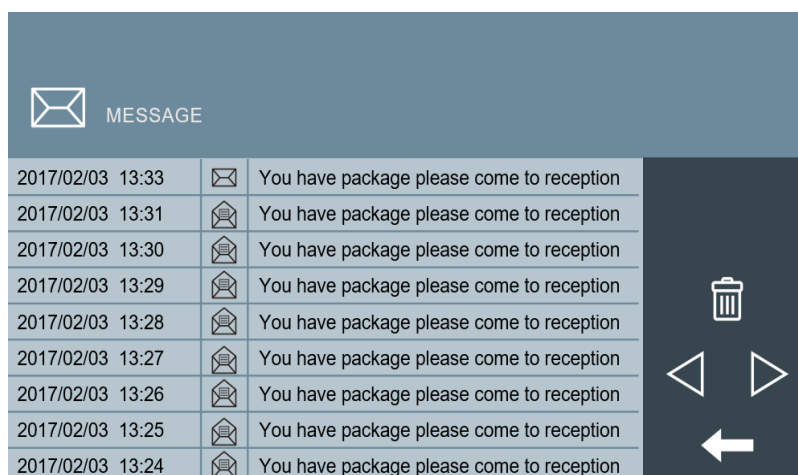 MESSAGE
2017/02/03 13:33 You have package please come to reception
2017/02/03 13:31 You have package please come to reception
2017/02/03 13:30 You have package please come to reception
2017/02/03 13:29 You have package please come to reception
2017/02/03 13:28 You have package please come to reception
2017/02/03 13:27 You have package please come to reception
2017/02/03 13:26 You have package please come to reception
2017/02/03 13:25 You have package please come to reception
2017/02/03 13:24 You have package please come to reception